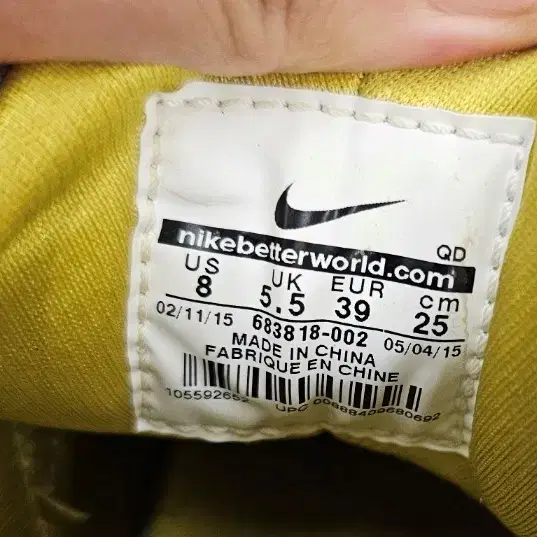 QD
nikebetterworld.com
US UK EUR cm
8 5.5 39 25
02/11/15 683818-002 05/04/15
MADE IN CHINA
FABRIQUE EN CHINE
105592652 UPC 00888409680692